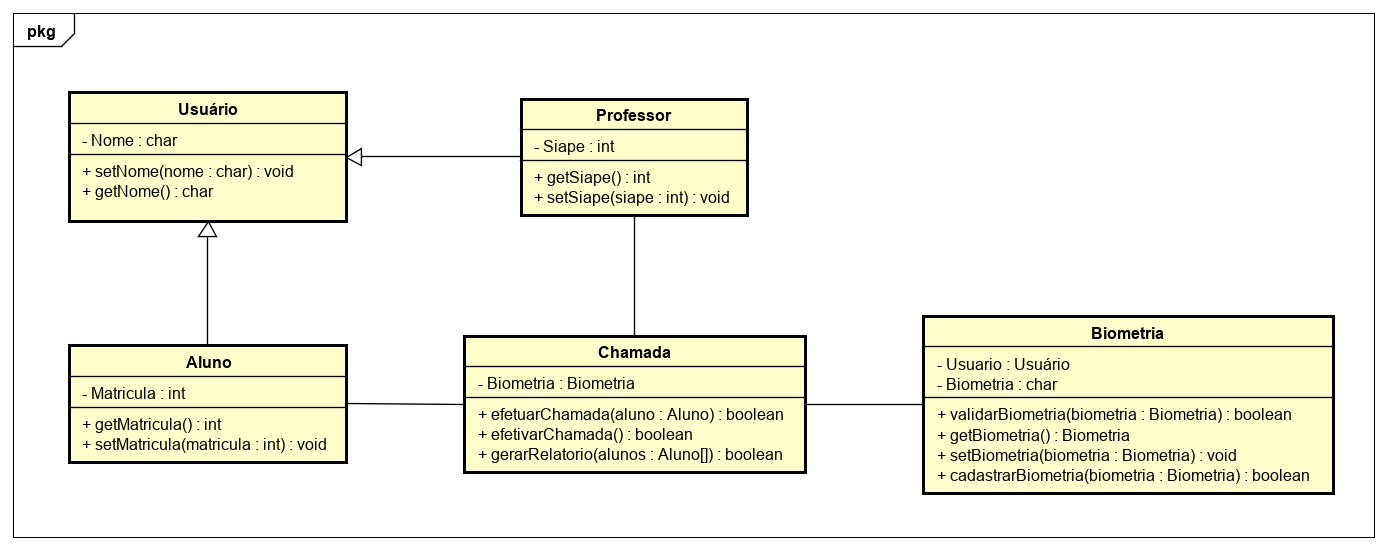 pkg
Usuário
- Nome : char
+ setNome(nome : char) : void
+ getNome() : char
Professor
- Siape : int
+ getSiape() : int
+ setSiape(siape : int) : void
Aluno
- Matricula : int
+ getMatricula() : int
+ setMatricula(matricula : int) : void
Chamada
- Biometria : Biometria
+ efetuarChamada(aluno : Aluno) : boolean
+ efetivarChamada() : boolean
+ gerarRelatorio(alunos : Aluno[]) : boolean
Biometria
- Usuario : Usuário
- Biometria : char
+ validarBiometria(biometria : Biometria) : boolean
+ getBiometria() : Biometria
+ setBiometria(biometria : Biometria) : void
+ cadastrarBiometria(biometria : Biometria) : boolean